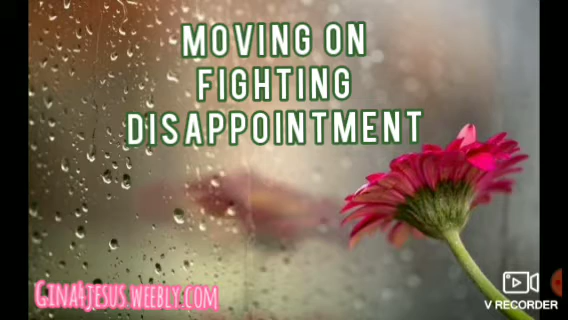 MOVING ON
FIGHTING
DISAPPOINTMENT
Gina4jesus.weebly.com
V RECORDER